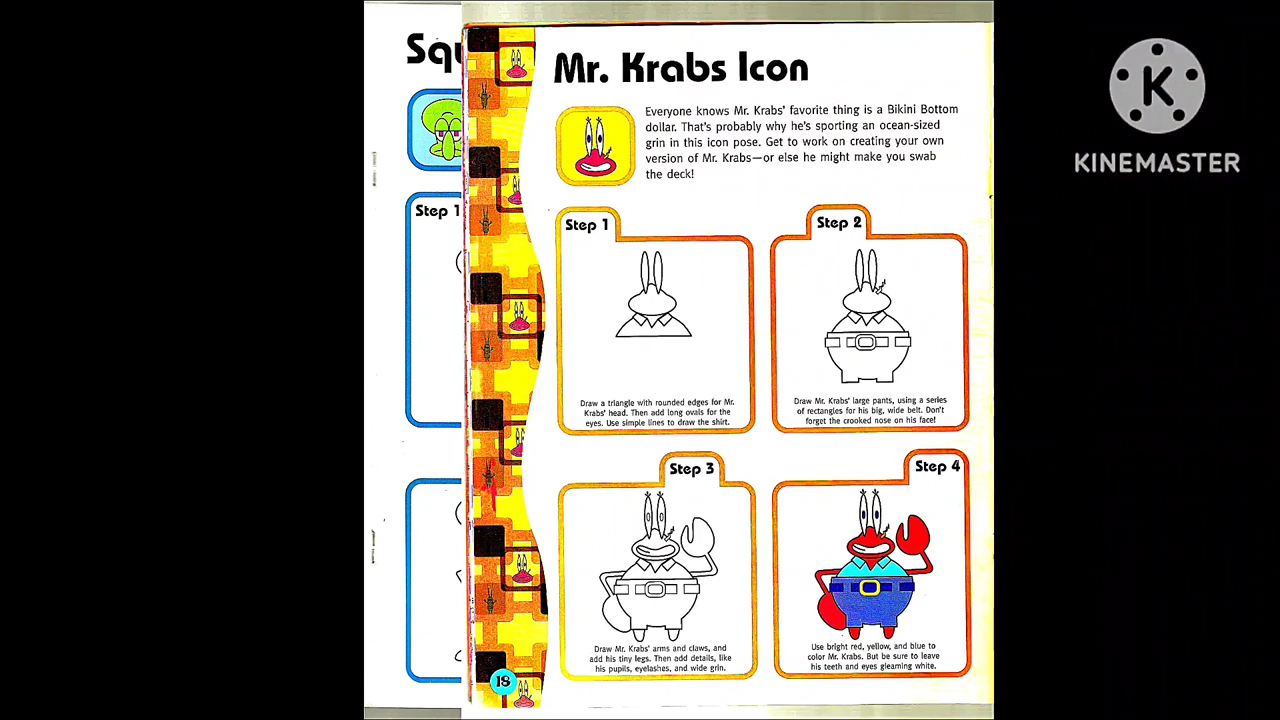 Squ
Step 1
Mr. Krabs Icon
Everyone knows Mr. Krabs' favorite thing is a Bikini Bottom
dollar. That's probably why he's sporting an ocean-sized
grin in this icon pose. Get to work on creating your own
version of Mr. Krabs—or else he might make you swab
the deck!
Step 1
Draw a triangle with rounded edges for Mr.
Krabs' head. Then add long ovals for the
eyes. Use simple lines to draw the shirt.
Step 2
Draw Mr. Krabs' large pants, using a series
of rectangles for his big, wide belt. Don't
forget the crooked nose on his face!
Step 3
Draw Mr. Krabs' arms and claws, and
add his tiny legs. Then add details, like
his pupils, eyelashes, and wide grin.
Step 4
Use bright red, yellow, and blue to
color Mr. Krabs. But be sure to leave
his teeth and eyes gleaming white.
18
K
KINEMASTER